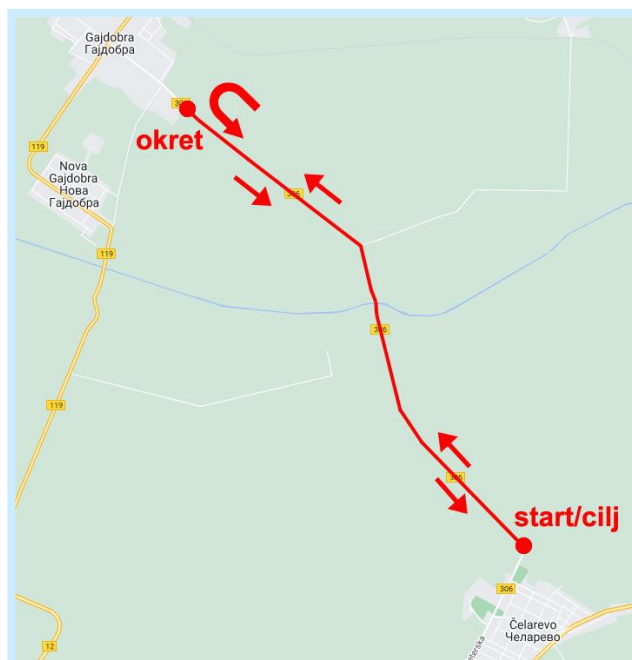 Gajdobra
Гајдобра
306
okret
119
Nova
Gajdobra
Нова
Гајдобра
306
119
306
119
306
start/cilj
306
Čelarevo
Челарево
12